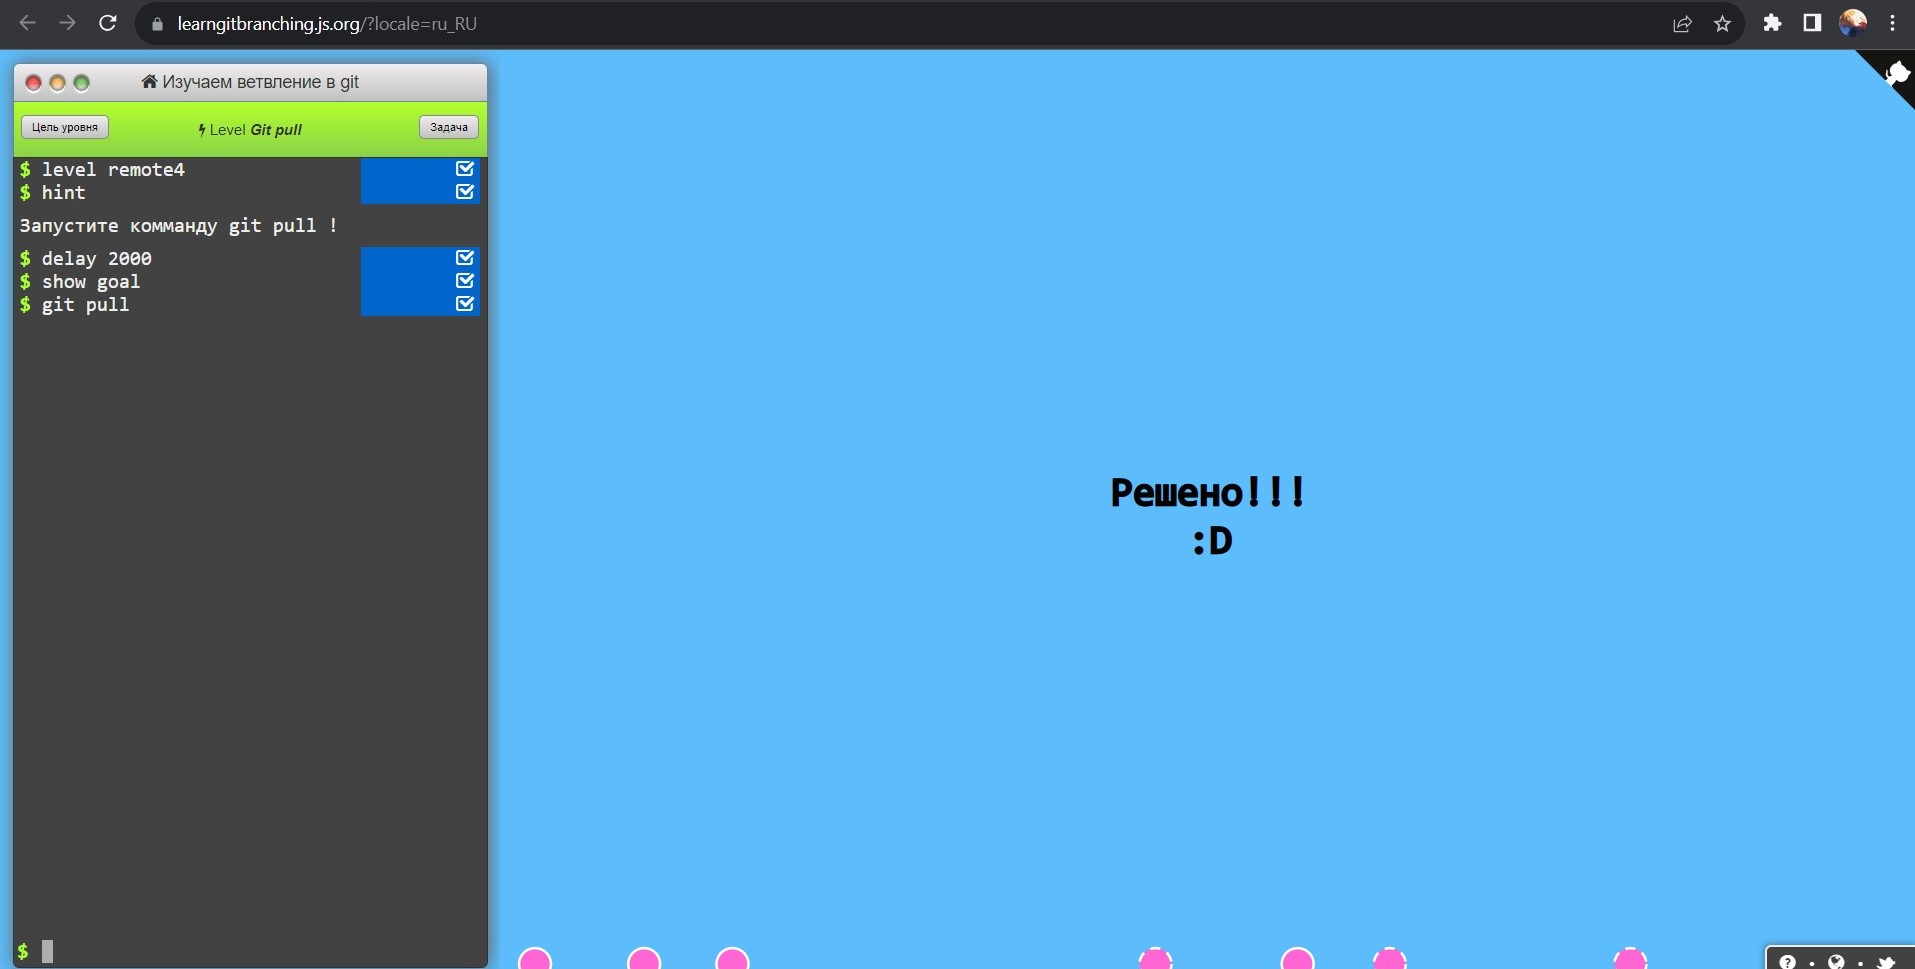 learngitbranching.js.org/?locale=ru_RU
Изучаем ветвление в git
Цель уровня
Level Git pull
Задача
$ level remote4
$ hint
Запустите комманду git pull !
$ delay 2000
$ show goal
$ git pull
Решено!!!
:D
$